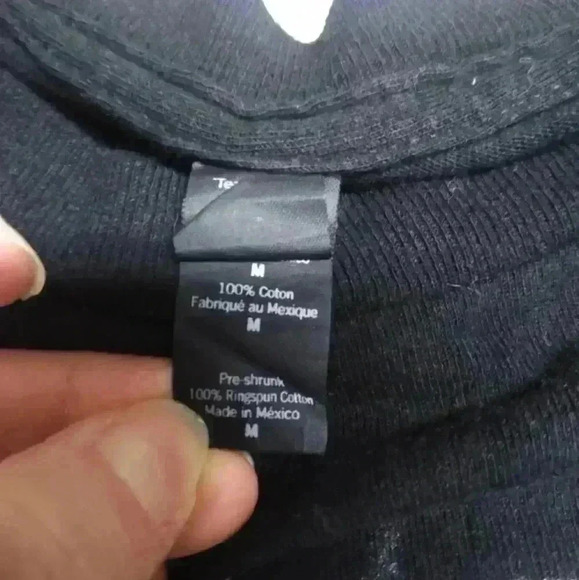 M
100% Coton
Fabriqué au Mexique
M
Pre-shrunk
100% Ringspun Cotton
Made in México
M